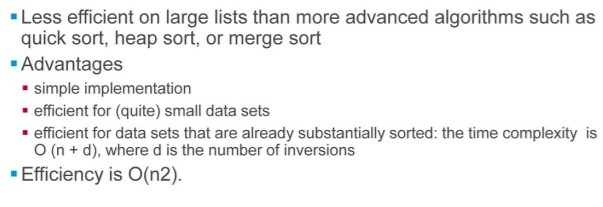 ▪ Less efficient on large lists than more advanced algorithms such as
quick sort, heap sort, or merge sort
▪ Advantages
▪ simple implementation
▪ efficient for (quite) small data sets
▪ efficient for data sets that are already substantially sorted: the time complexity is
O (n + d), where d is the number of inversions
▪ Efficiency is O(n2).